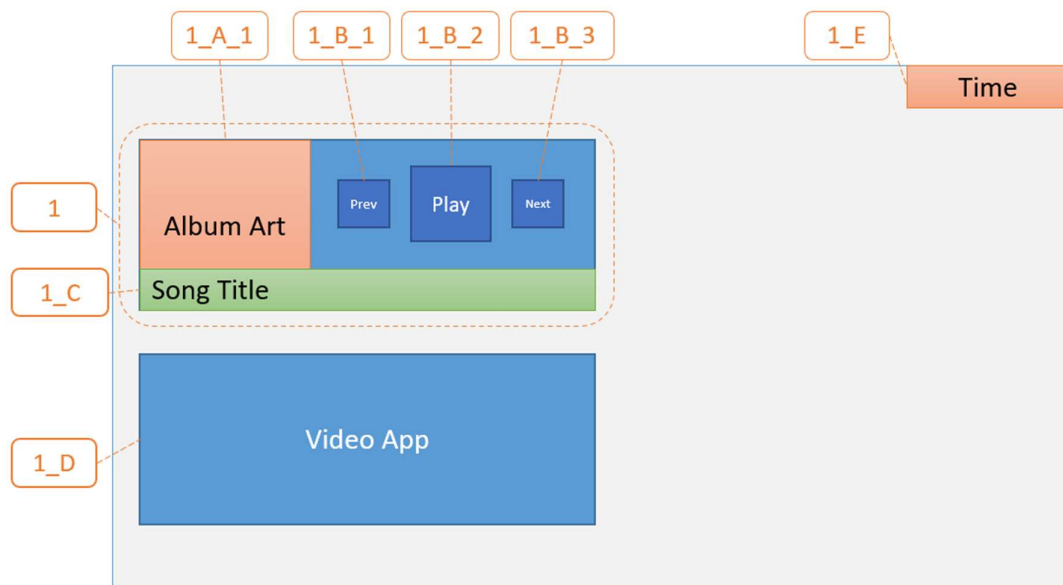 1_A_1
1_B_1
1_B_2
1_B_3
1_E
Time
1
Album Art
Prev
Play
Next
1_C
Song Title
1_D
Video App